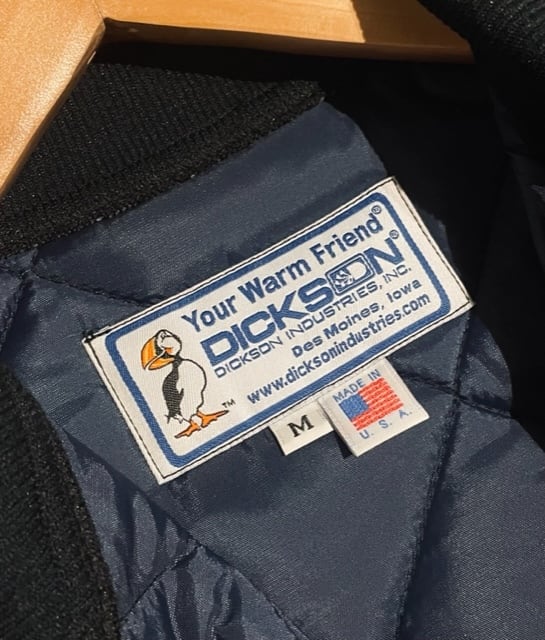 Your Warm Friend®
DICKSON®
DICKSON INDUSTRIES, INC.
Des Moines, Iowa
www.dicksonindustries.com
TM
M
MADE IN
U. S. A.